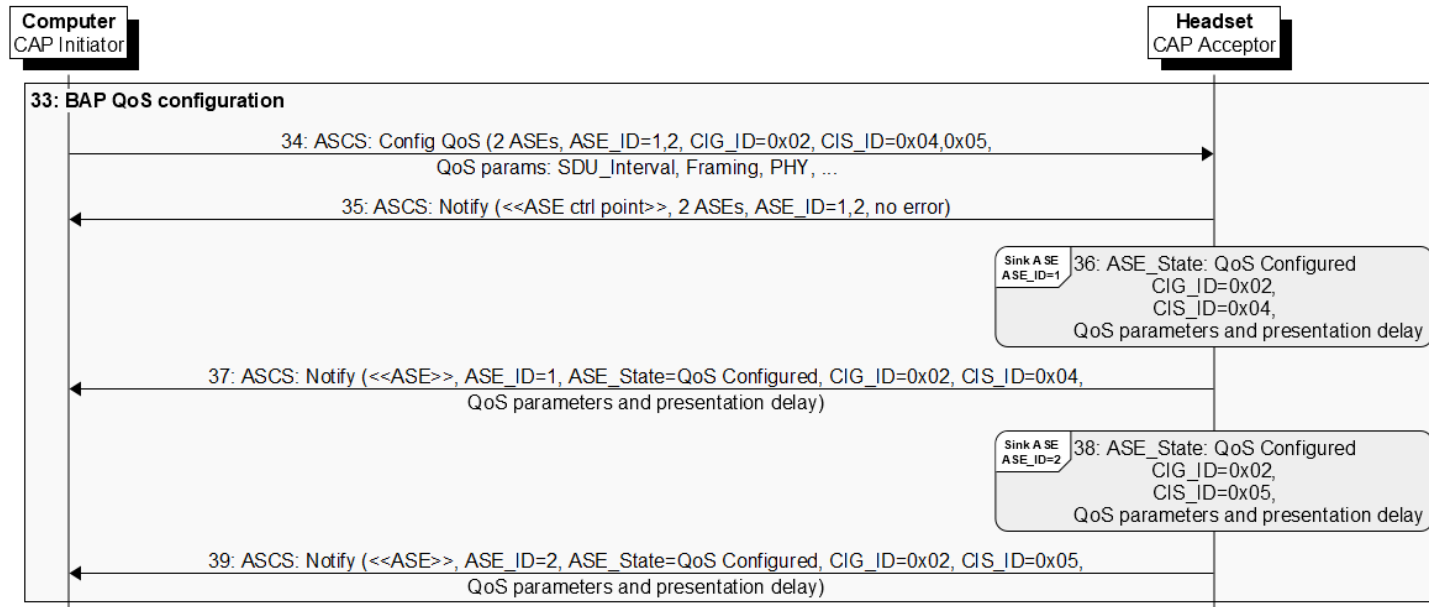 Computer
CAP Initiator
Headset
CAP Acceptor
33: BAP QoS configuration
34: ASCS: Config QoS (2 ASEs, ASE_ID=1,2, CIG_ID=0x02, CIS_ID=0x04,0x05,
QoS params: SDU_Interval, Framing, PHY, ...
35: ASCS: Notify (<<ASE ctrl point>>, 2 ASEs, ASE_ID=1,2, no error)
Sink ASE
ASE_ID=1
36: ASE_State: QoS Configured
CIG_ID=0x02,
CIS_ID=0x04,
QoS parameters and presentation delay
37: ASCS: Notify (<<ASE>>, ASE_ID=1, ASE_State=QoS Configured, CIG_ID=0x02, CIS_ID=0x04,
QoS parameters and presentation delay)
Sink ASE
ASE_ID=2
38: ASE_State: QoS Configured
CIG_ID=0x02,
CIS_ID=0x05,
QoS parameters and presentation delay
39: ASCS: Notify (<<ASE>>, ASE_ID=2, ASE_State=QoS Configured, CIG_ID=0x02, CIS_ID=0x05,
QoS parameters and presentation delay)